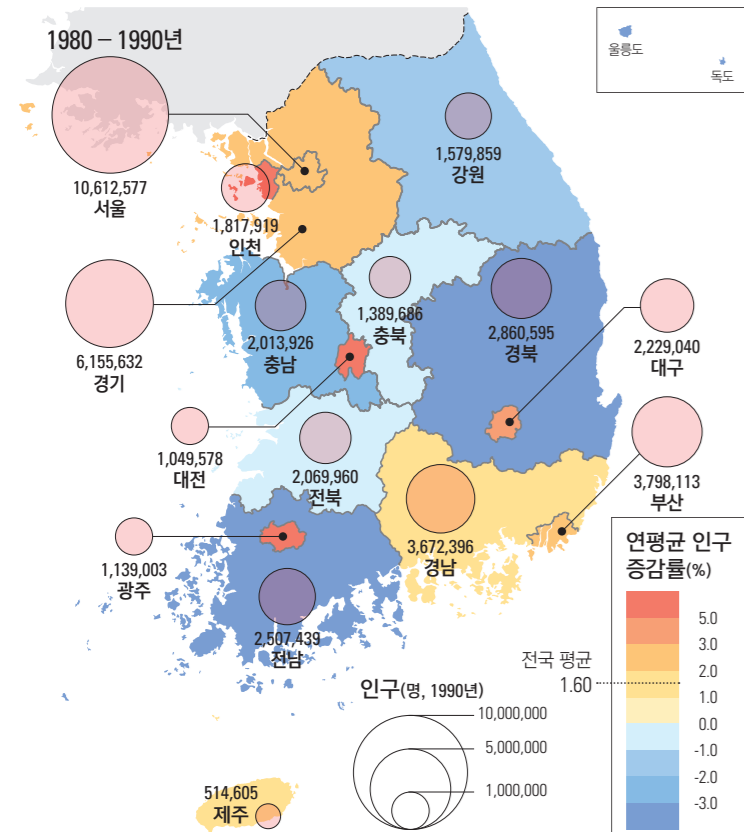 1980 – 1990년
울릉도
독도
10,612,577
서울
1,579,859
강원
1,817,919
인천
6,155,632
경기
2,013,926
충남
1,389,686
충북
2,860,595
경북
2,229,040
대구
1,049,578
대전
2,069,960
전북
3,798,113
부산
3,672,396
경남
1,139,003
광주
2,507,439
전남
514,605
제주
인구(명, 1990년)
10,000,000
5,000,000
1,000,000
연평균 인구
증감률(%)
5.0
3.0
2.0
전국 평균
1.60
1.0
0.0
-1.0
-2.0
-3.0